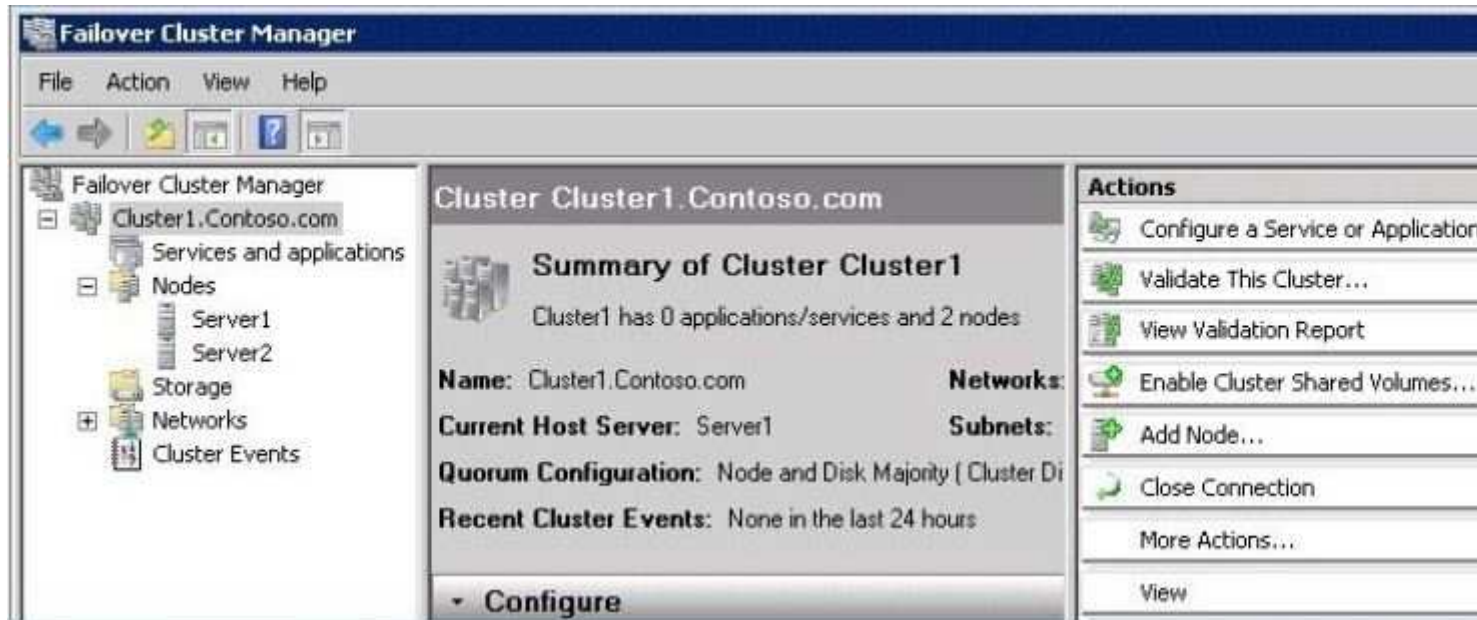 Failover Cluster Manager
File Action View Help
Failover Cluster Manager
Cluster1.Contoso.com
Services and applications
Nodes
Server1
Server2
Storage
Networks
Cluster Events
Cluster Cluster1.Contoso.com
Summary of Cluster Cluster1
Cluster1 has 0 applications/services and 2 nodes
Name: Cluster1.Contoso.com Networks:
Current Host Server: Server1 Subnets:
Quorum Configuration: Node and Disk Majority ( Cluster Di
Recent Cluster Events: None in the last 24 hours
Configure
Actions
Configure a Service or Application
Validate This Cluster...
View Validation Report
Enable Cluster Shared Volumes...
Add Node...
Close Connection
More Actions...
View